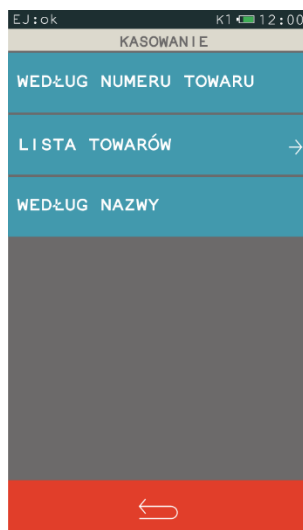 EJ:ok K1 12:00
KASOWANIE
WEDŁUG NUMERU TOWARU
LISTA TOWARÓW →
WEDŁUG NAZWY